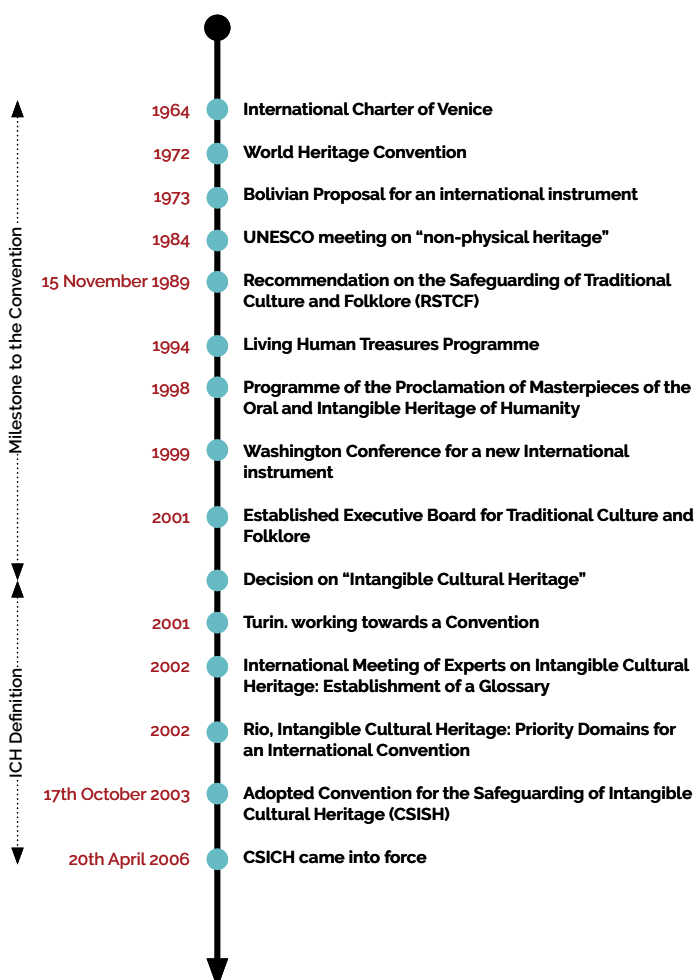 1964
International Charter of Venice
1972
World Heritage Convention
1973
Bolivian Proposal for an international instrument
1984
UNESCO meeting on “non-physical heritage”
15 November 1989
Recommendation on the Safeguarding of Traditional
Culture and Folklore (RSTCF)
1994
Living Human Treasures Programme
1998
Programme of the Proclamation of Masterpieces of the
Oral and Intangible Heritage of Humanity
1999
Washington Conference for a new International
instrument
2001
Established Executive Board for Traditional Culture and
Folklore
Decision on “Intangible Cultural Heritage”
2001
Turin. working towards a Convention
2002
International Meeting of Experts on Intangible Cultural
Heritage: Establishment of a Glossary
2002
Rio, Intangible Cultural Heritage: Priority Domains for
an International Convention
17th October 2003
Adopted Convention for the Safeguarding of Intangible
Cultural Heritage (CSISH)
20th April 2006
CSICH came into force
Milestone to the Convention
ICH Definition